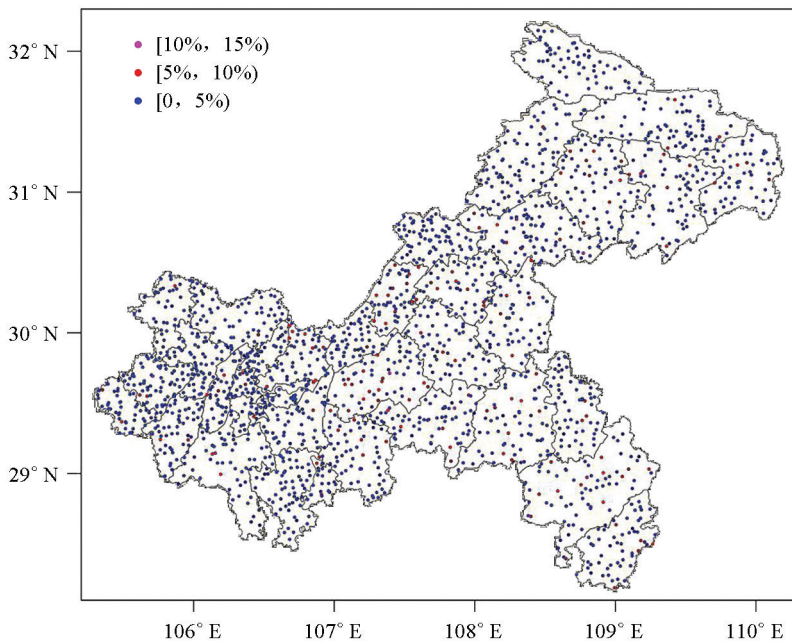 [10%, 15%)
[5%, 10%)
[0, 5%)
32° N
31° N
30° N
29° N
106° E
107° E
108° E
109° E
110° E